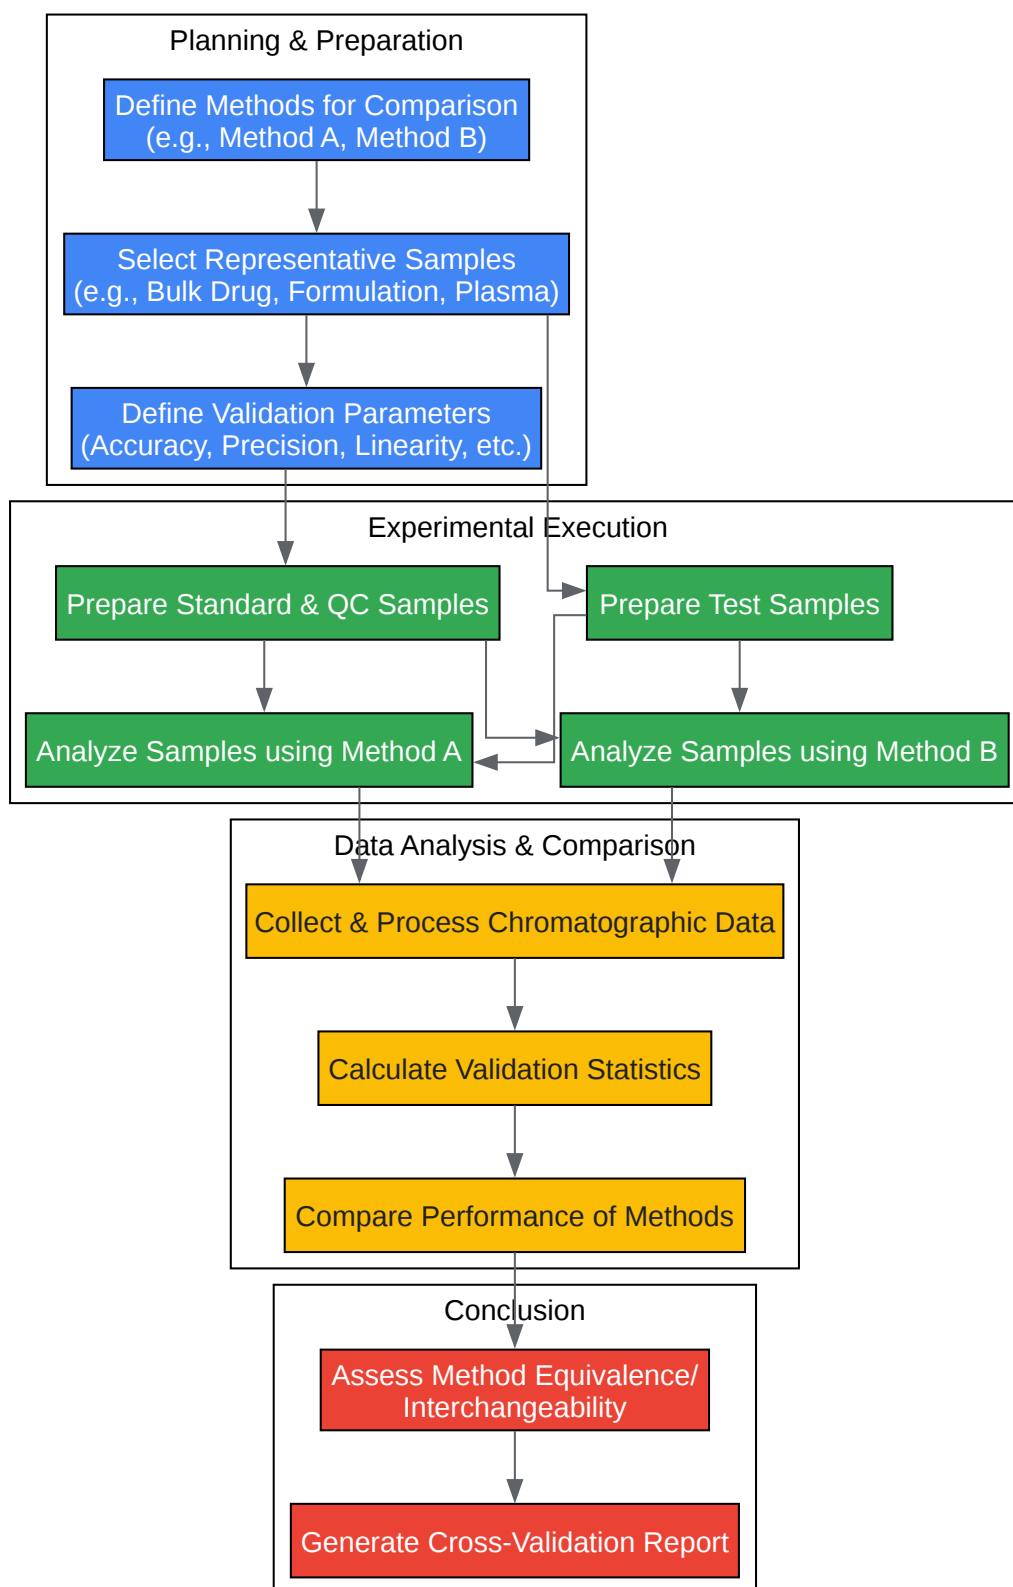 Planning & Preparation
Define Methods for Comparison
(e.g., Method A, Method B)
Select Representative Samples
(e.g., Bulk Drug, Formulation, Plasma)
Define Validation Parameters
(Accuracy, Precision, Linearity, etc.)
Experimental Execution
Prepare Standard & QC Samples
Prepare Test Samples
Analyze Samples using Method A
Analyze Samples using Method B
Data Analysis & Comparison
Collect & Process Chromatographic Data
Calculate Validation Statistics
Compare Performance of Methods
Conclusion
Assess Method Equivalence/
Interchangeability
Generate Cross-Validation Report